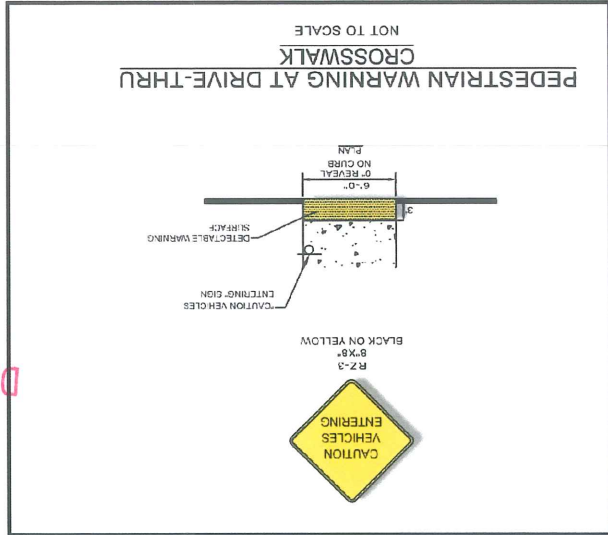 CAUTION
VEHICLES
ENTERING
RZ-3
8"X8"
BLACK ON YELLOW
"CAUTION VEHICLES
ENTERING" SIGN
DETECTABLE WARNING
SURFACE
3'
6'-0"
0" REVEAL
NO CURB
PLAN
PEDESTRIAN WARNING AT DRIVE-THRU
CROSSWALK
NOT TO SCALE
D